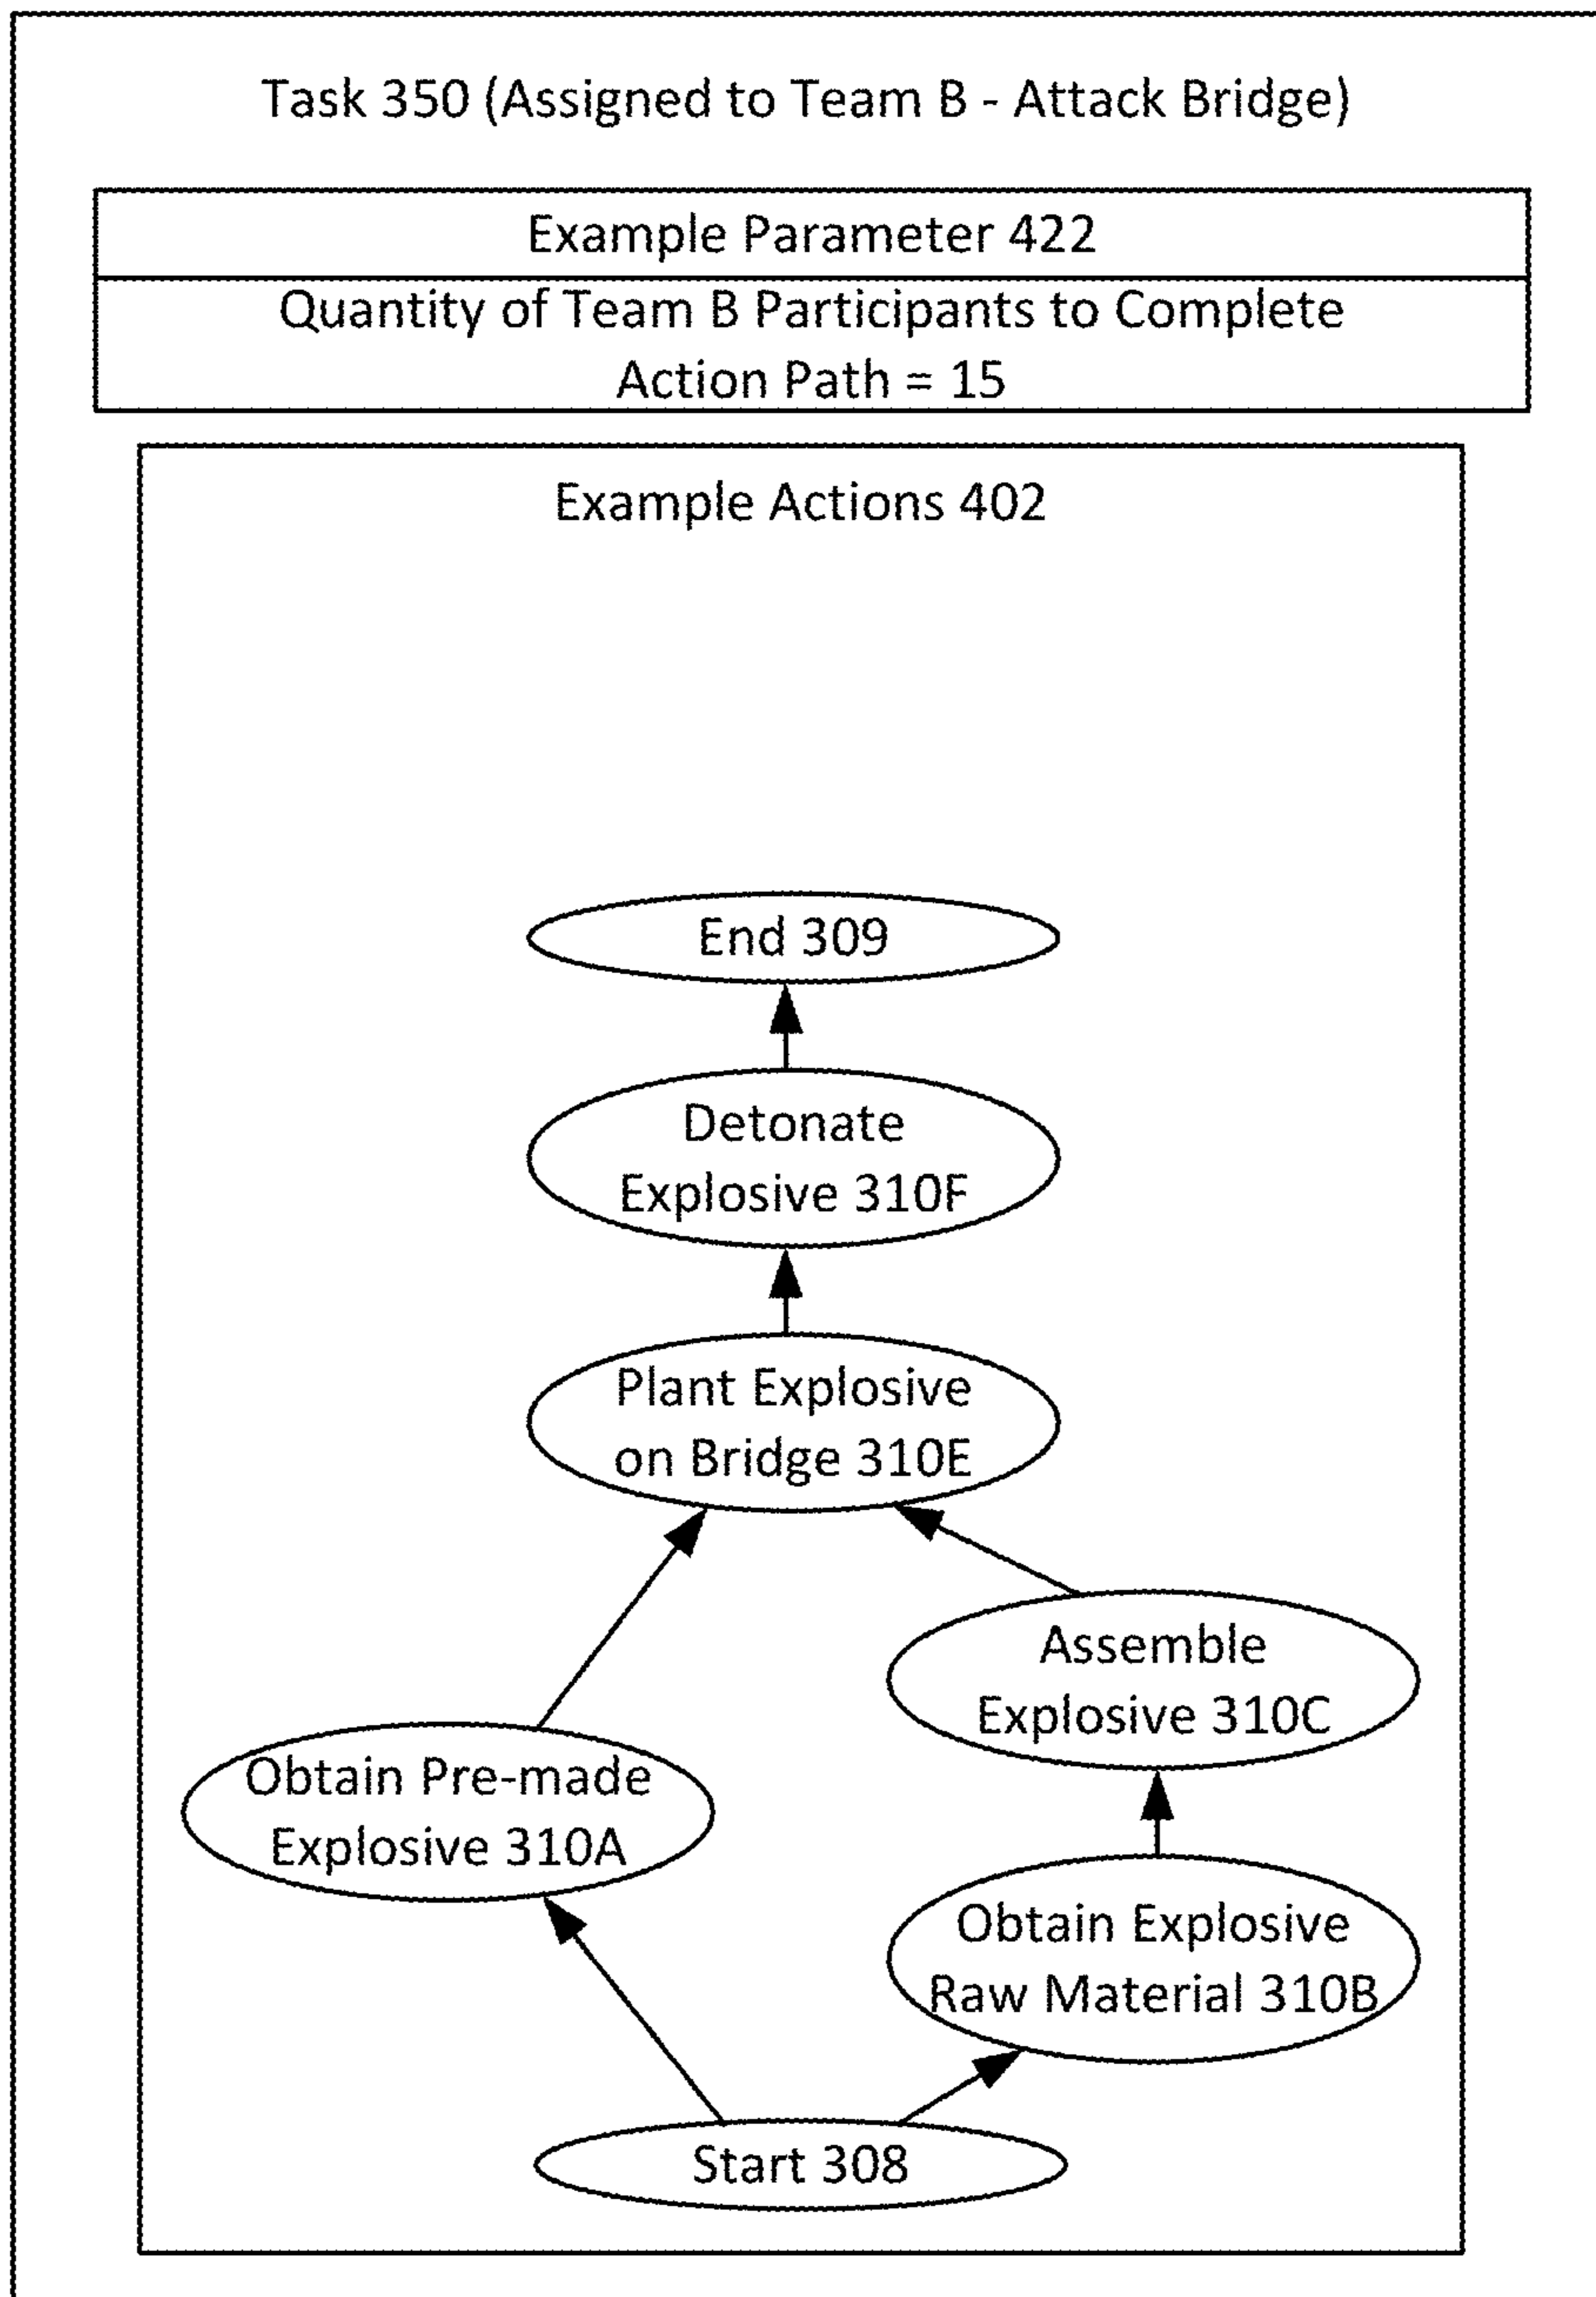 Task 350 (Assigned to Team B - Attack Bridge)
Example Parameter 422
Quantity of Team B Participants to Complete
Action Path = 15
Example Actions 402
End 309
Detonate
Explosive 310F
Plant Explosive
on Bridge 310E
Assemble
Explosive 310C
Obtain Pre-made
Explosive 310A
Obtain Explosive
Raw Material 310B
Start 308